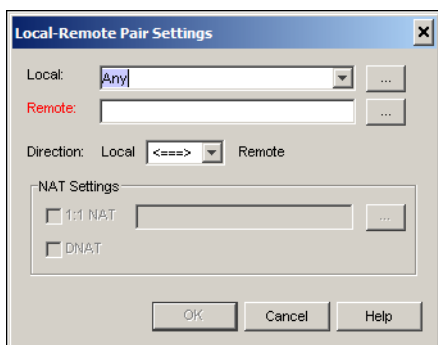 Local-Remote Pair Settings
Local: Any ...
Remote: ...
Direction: Local <===> Remote
NAT Settings
1:1 NAT ...
DNAT
OK Cancel Help